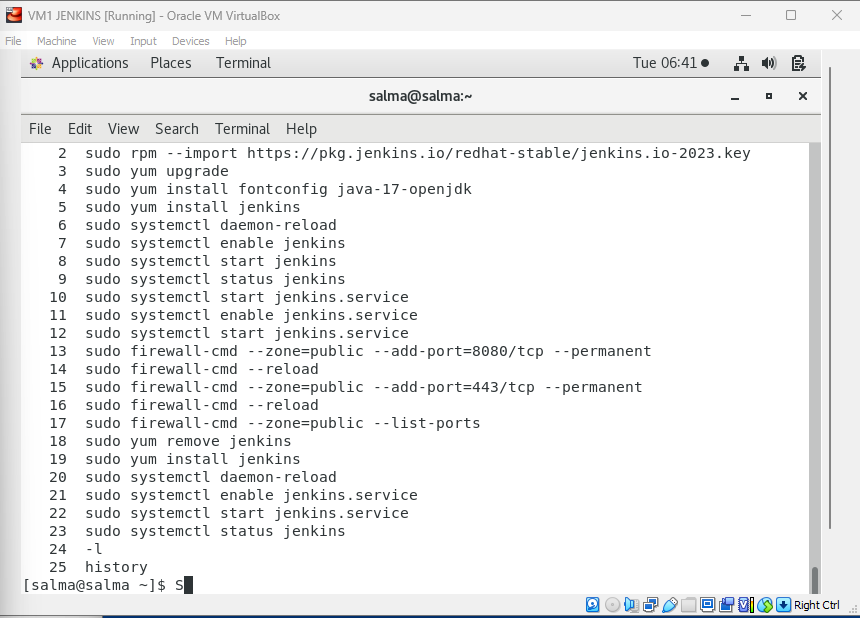 VM1 JENKINS [Running] - Oracle VM VirtualBox
File Machine View Input Devices Help
Applications Places Terminal Tue 06:41
salma@salma:~
File Edit View Search Terminal Help
2 sudo rpm --import https://pkg.jenkins.io/redhat-stable/jenkins.io-2023.key
3 sudo yum upgrade
4 sudo yum install fontconfig java-17-openjdk
5 sudo yum install jenkins
6 sudo systemctl daemon-reload
7 sudo systemctl enable jenkins
8 sudo systemctl start jenkins
9 sudo systemctl status jenkins
10 sudo systemctl start jenkins.service
11 sudo systemctl enable jenkins.service
12 sudo systemctl start jenkins.service
13 sudo firewall-cmd --zone=public --add-port=8080/tcp --permanent
14 sudo firewall-cmd --reload
15 sudo firewall-cmd --zone=public --add-port=443/tcp --permanent
16 sudo firewall-cmd --reload
17 sudo firewall-cmd --zone=public --list-ports
18 sudo yum remove jenkins
19 sudo yum install jenkins
20 sudo systemctl daemon-reload
21 sudo systemctl enable jenkins.service
22 sudo systemctl start jenkins.service
23 sudo systemctl status jenkins
24 -l
25 history
[salma@salma ~]$ S
Right Ctrl